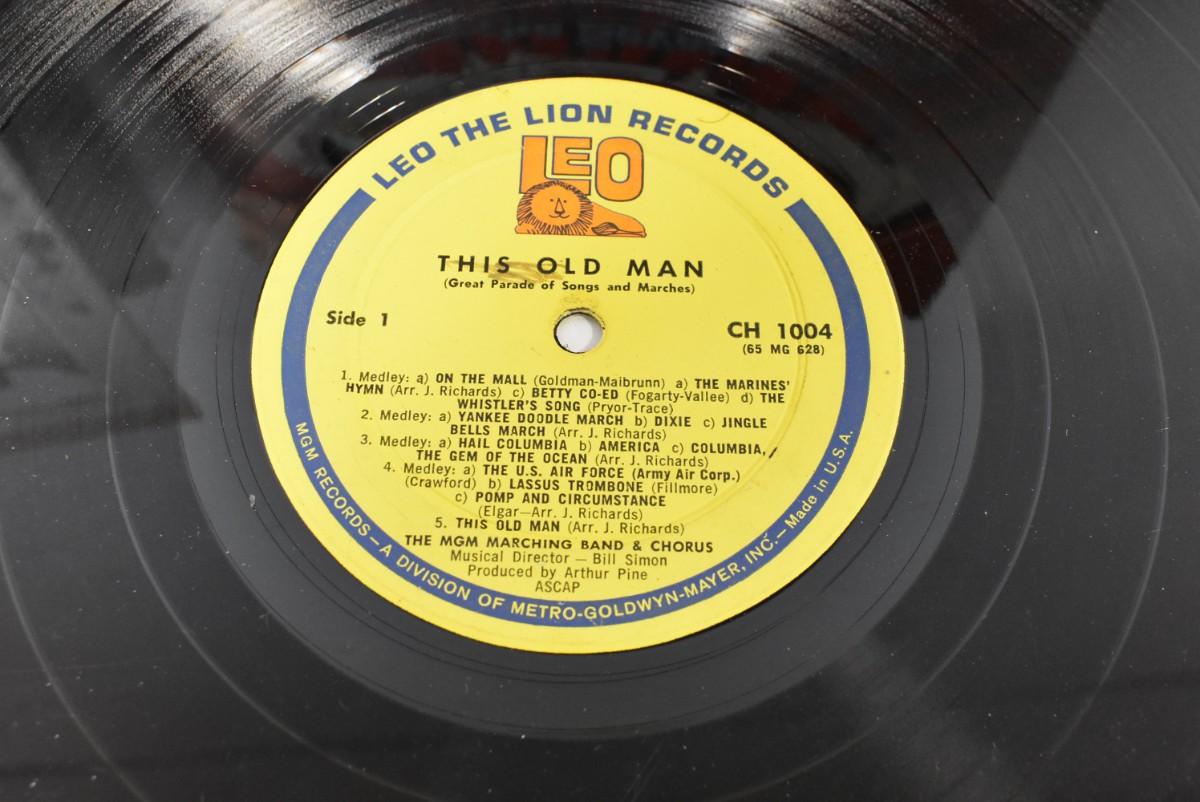 LEO THE LION RECORDS
LEO
THIS OLD MAN
(Great Parade of Songs and Marches)
Side 1
CH 1004
(65 MG 628)
1. Medley: a) ON THE MALL (Goldman-Maibrunn) a) THE MARINES'
HYMN (Arr. J. Richards) c) BETTY CO-ED (Fogarty-Vallee) d) THE
WHISTLER'S SONG (Pryor-Trace)
2. Medley: a) YANKEE DOODLE MARCH b) DIXIE c) JINGLE
BELLS MARCH (Arr. J. Richards)
3. Medley: a) HAIL COLUMBIA b) AMERICA c) COLUMBIA,
THE GEM OF THE OCEAN (Arr. J. Richards)
4. Medley: a) THE U.S. AIR FORCE (Army Air Corp.)
(Crawford) b) LASSUS TROMBONE (Fillmore)
c) POMP AND CIRCUMSTANCE
(Elgar—Arr. J. Richards)
5. THIS OLD MAN (Arr. J. Richards)
THE MGM MARCHING BAND & CHORUS
Musical Director — Bill Simon
Produced by Arthur Pine
ASCAP
MGM RECORDS — A DIVISION OF METRO-GOLDWYN-MAYER, INC. — Made in U.S.A.